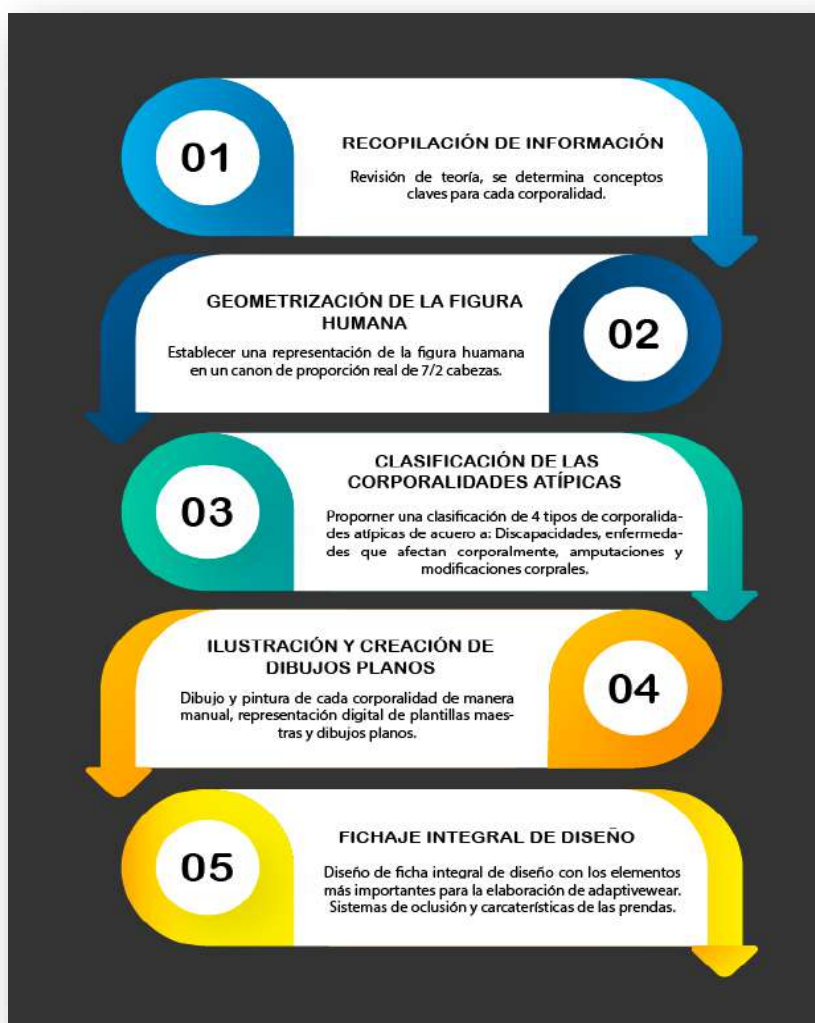 01
RECOPILACIÓN DE INFORMACIÓN
Revisión de teoría, se determina conceptos
claves para cada corporalidad.
GEOMETRIZACIÓN DE LA FIGURA
HUMANA
Establecer una representación de la figura huamana
en un canon de proporción real de 7/2 cabezas.
02
03
CLASIFICACIÓN DE LAS
CORPORALIDADES ATÍPICAS
Propormer una clasificación de 4 tipos de corporalida-
des atípicas de acuero a: Discapacidades, enfermeda-
des que afectan corporalmente, amputaciones y
modificaciones corprales.
ILUSTRACIÓN Y CREACIÓN DE
DIBUJOS PLANOS
Dibujo y pintura de cada corporalidad de manera
manual, representación digital de plantillas maes-
tras y dibujos planos.
04
05
FICHAJE INTEGRAL DE DISEÑO
Diseño de ficha integral de diseño con los elementos
más importantes para la elaboración de adaptivewear.
Sistemas de oclusión y carcaterísticas de las prendas.